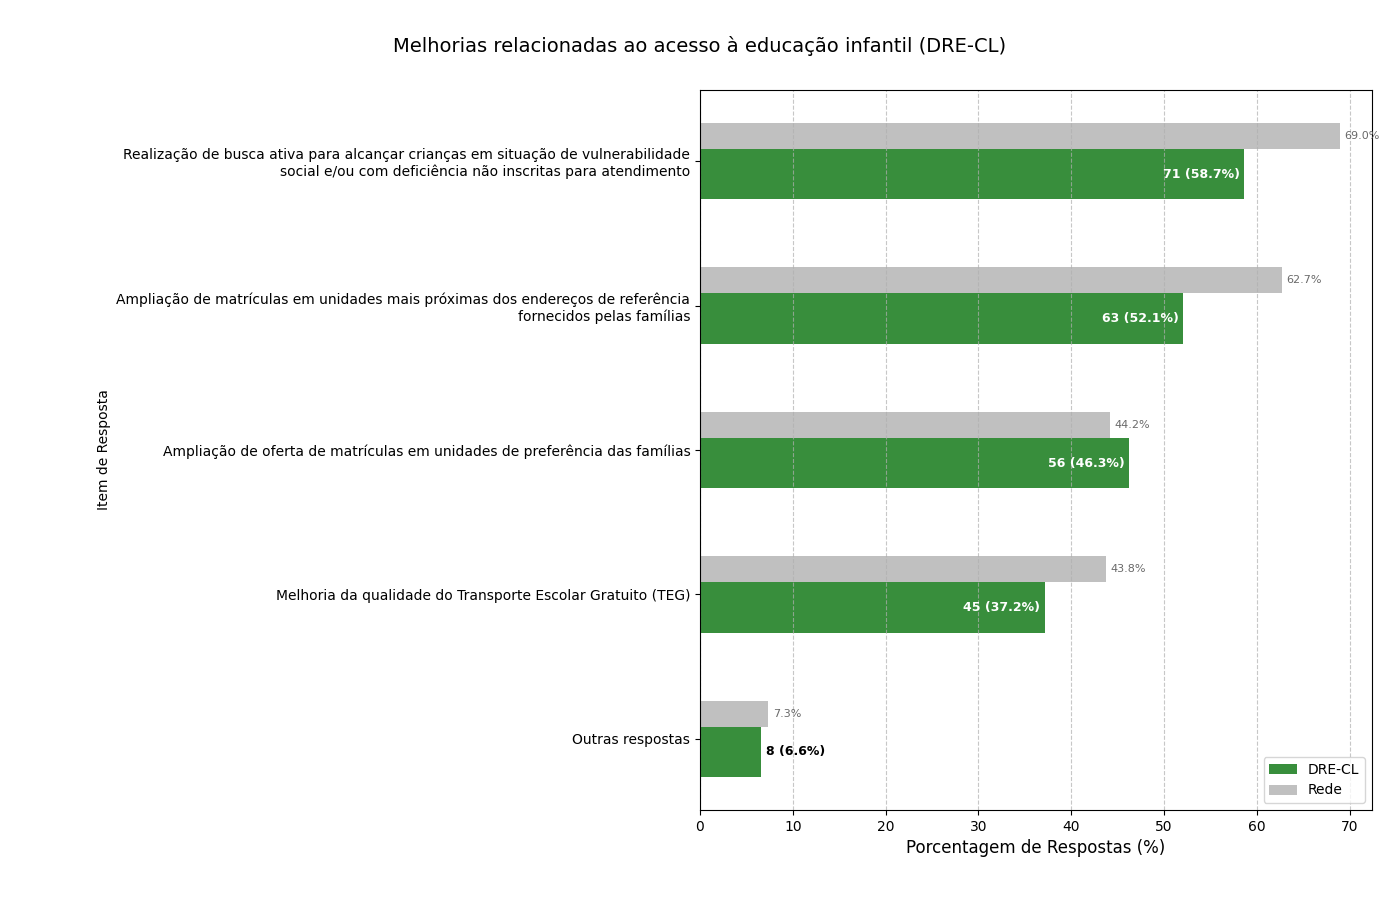 Melhorias relacionadas ao acesso à educação infantil (DRE-CL)
Item de Resposta
Realização de busca ativa para alcançar crianças em situação de vulnerabilidade
social e/ou com deficiência não inscritas para atendimento
69.0%
71 (58.7%)
Ampliação de matrículas em unidades mais próximas dos endereços de referência
fornecidos pelas famílias
62.7%
63 (52.1%)
Ampliação de oferta de matrículas em unidades de preferência das famílias
44.2%
56 (46.3%)
Melhoria da qualidade do Transporte Escolar Gratuito (TEG)
43.8%
45 (37.2%)
Outras respostas
7.3%
8 (6.6%)
DRE-CL
Rede
0 10 20 30 40 50 60 70
Porcentagem de Respostas (%)